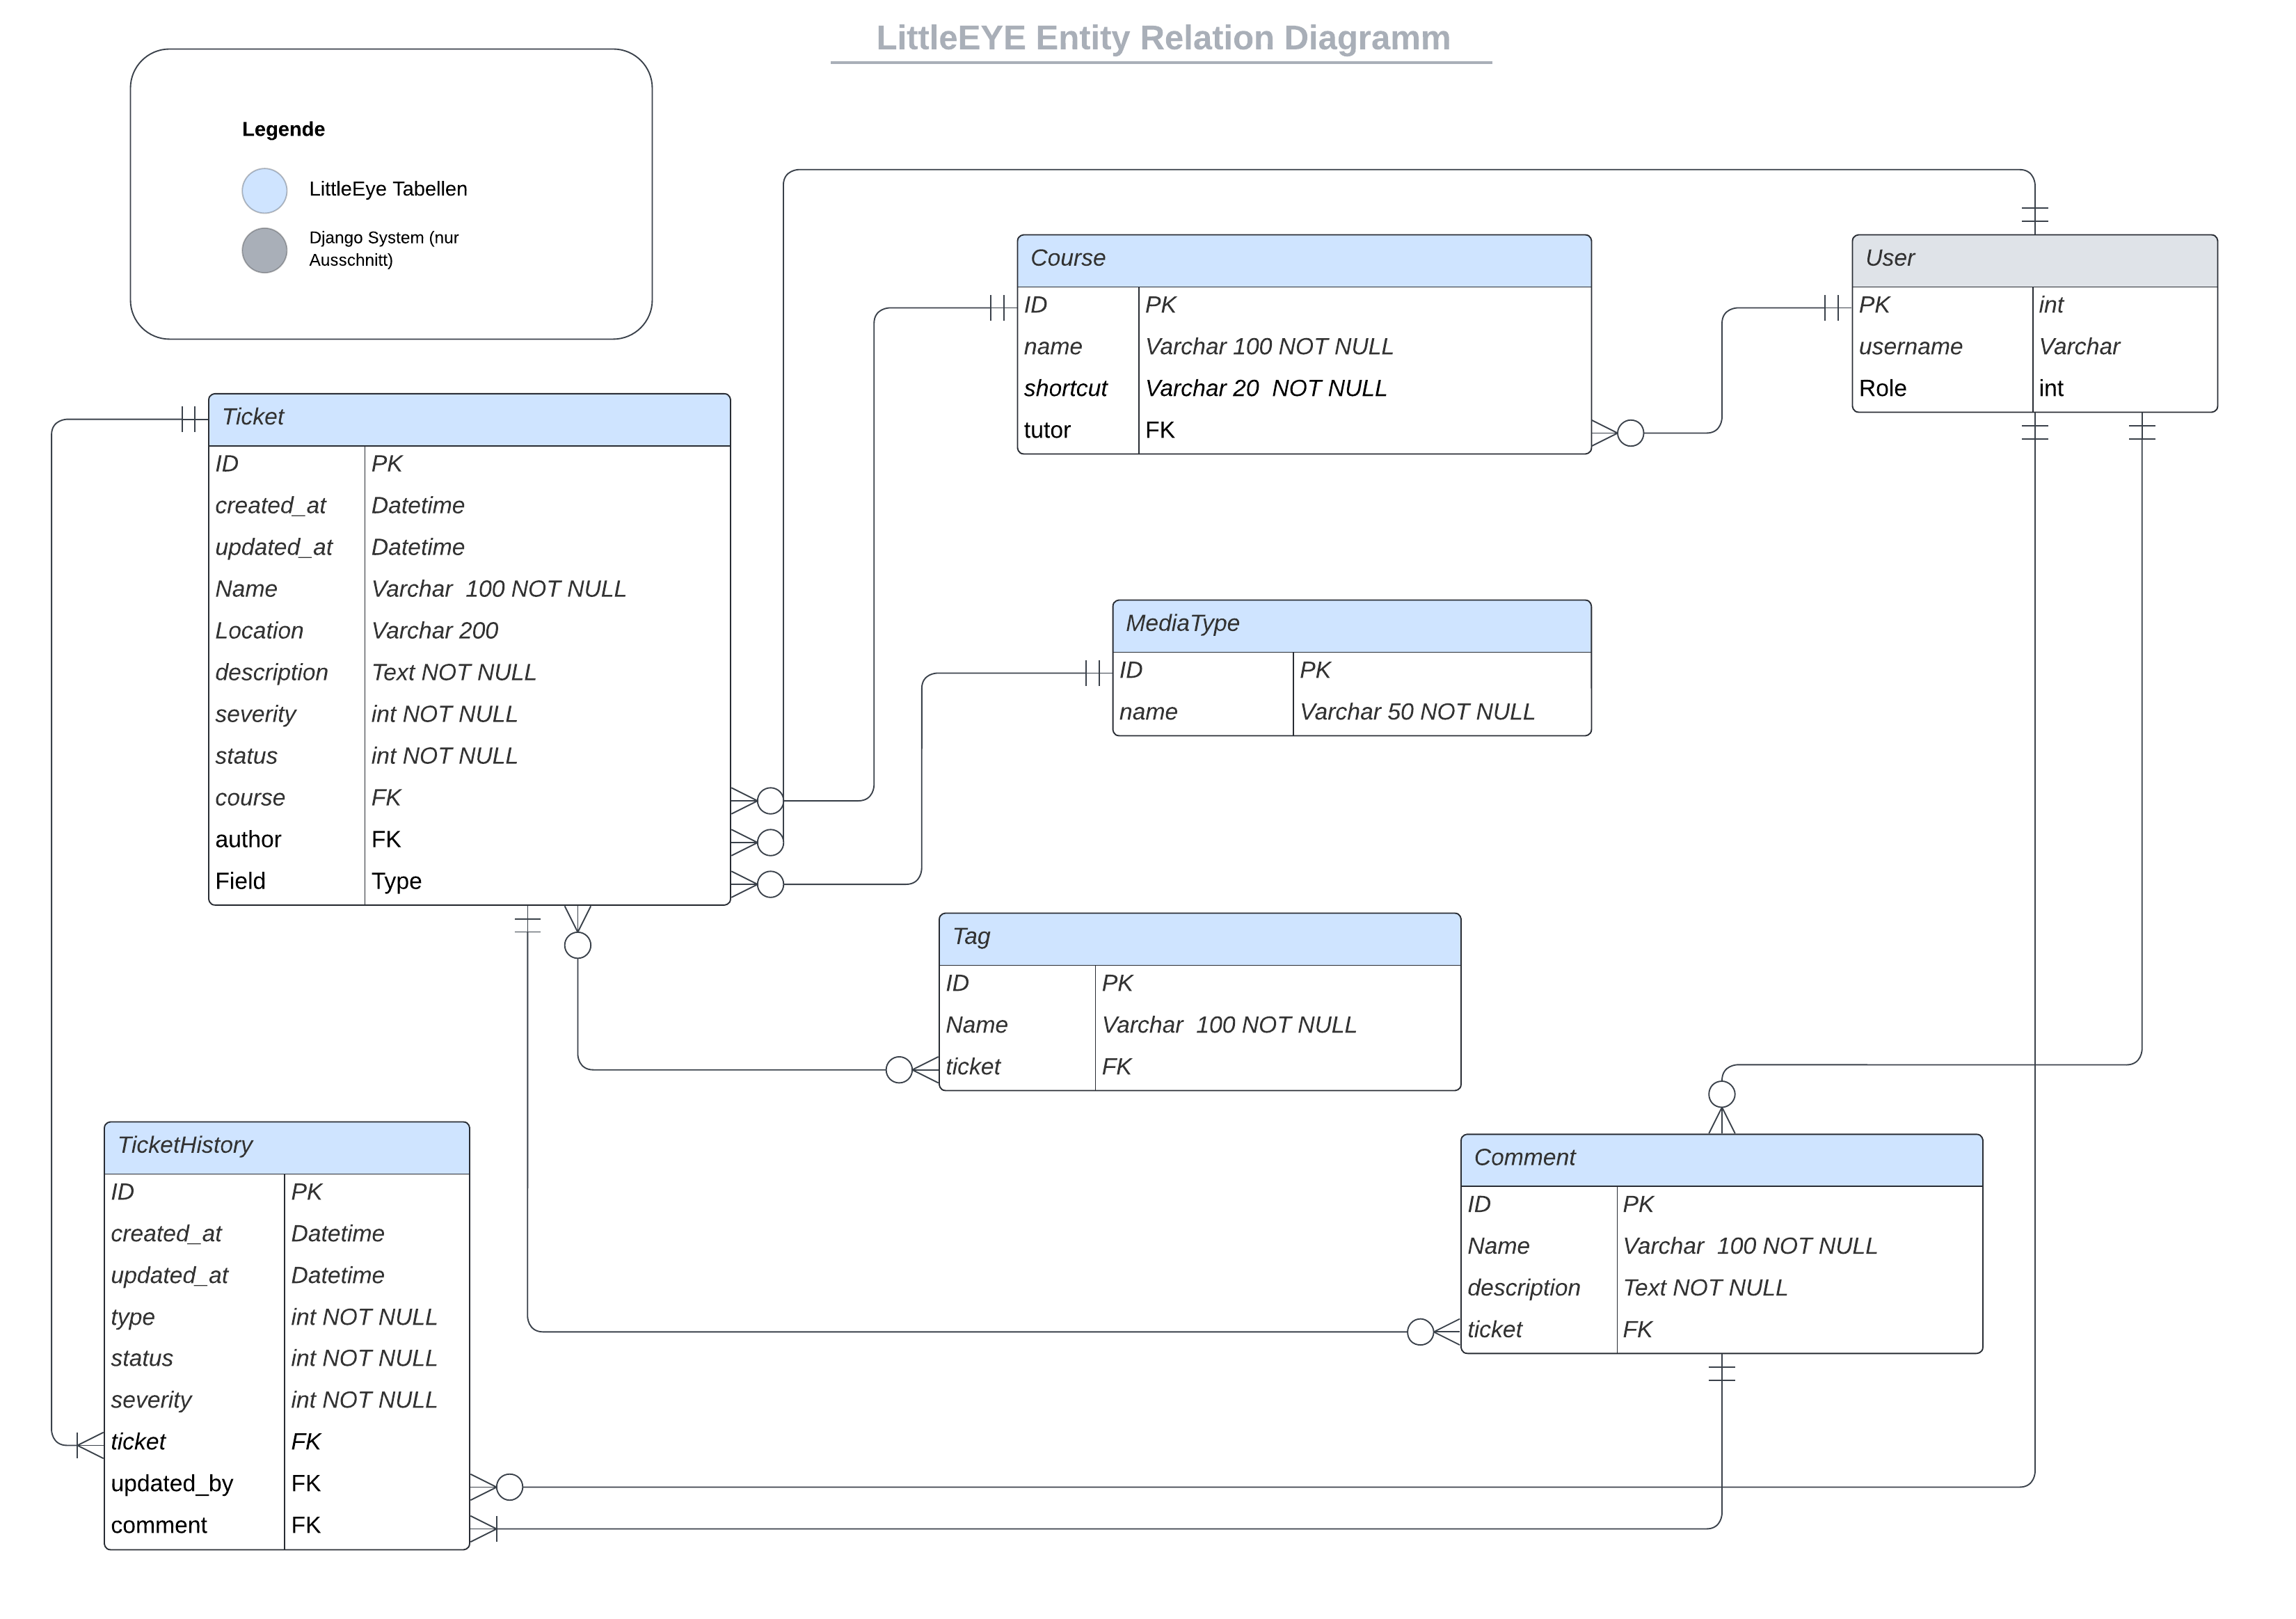 LittleEYE Entity Relation Diagramm
Legende
LittleEye Tabellen
Django System (nur
Ausschnitt)
Course
ID PK
name Varchar 100 NOT NULL
shortcut Varchar 20 NOT NULL
tutor FK
User
PK int
username Varchar
Role int
Ticket
ID PK
created_at Datetime
updated_at Datetime
Name Varchar 100 NOT NULL
Location Varchar 200
description Text NOT NULL
severity int NOT NULL
status int NOT NULL
course FK
author FK
Field Type
MediaType
ID PK
name Varchar 50 NOT NULL
Tag
ID PK
Name Varchar 100 NOT NULL
ticket FK
TicketHistory
ID PK
created_at Datetime
updated_at Datetime
type int NOT NULL
status int NOT NULL
severity int NOT NULL
ticket FK
updated_by FK
comment FK
Comment
ID PK
Name Varchar 100 NOT NULL
description Text NOT NULL
ticket FK